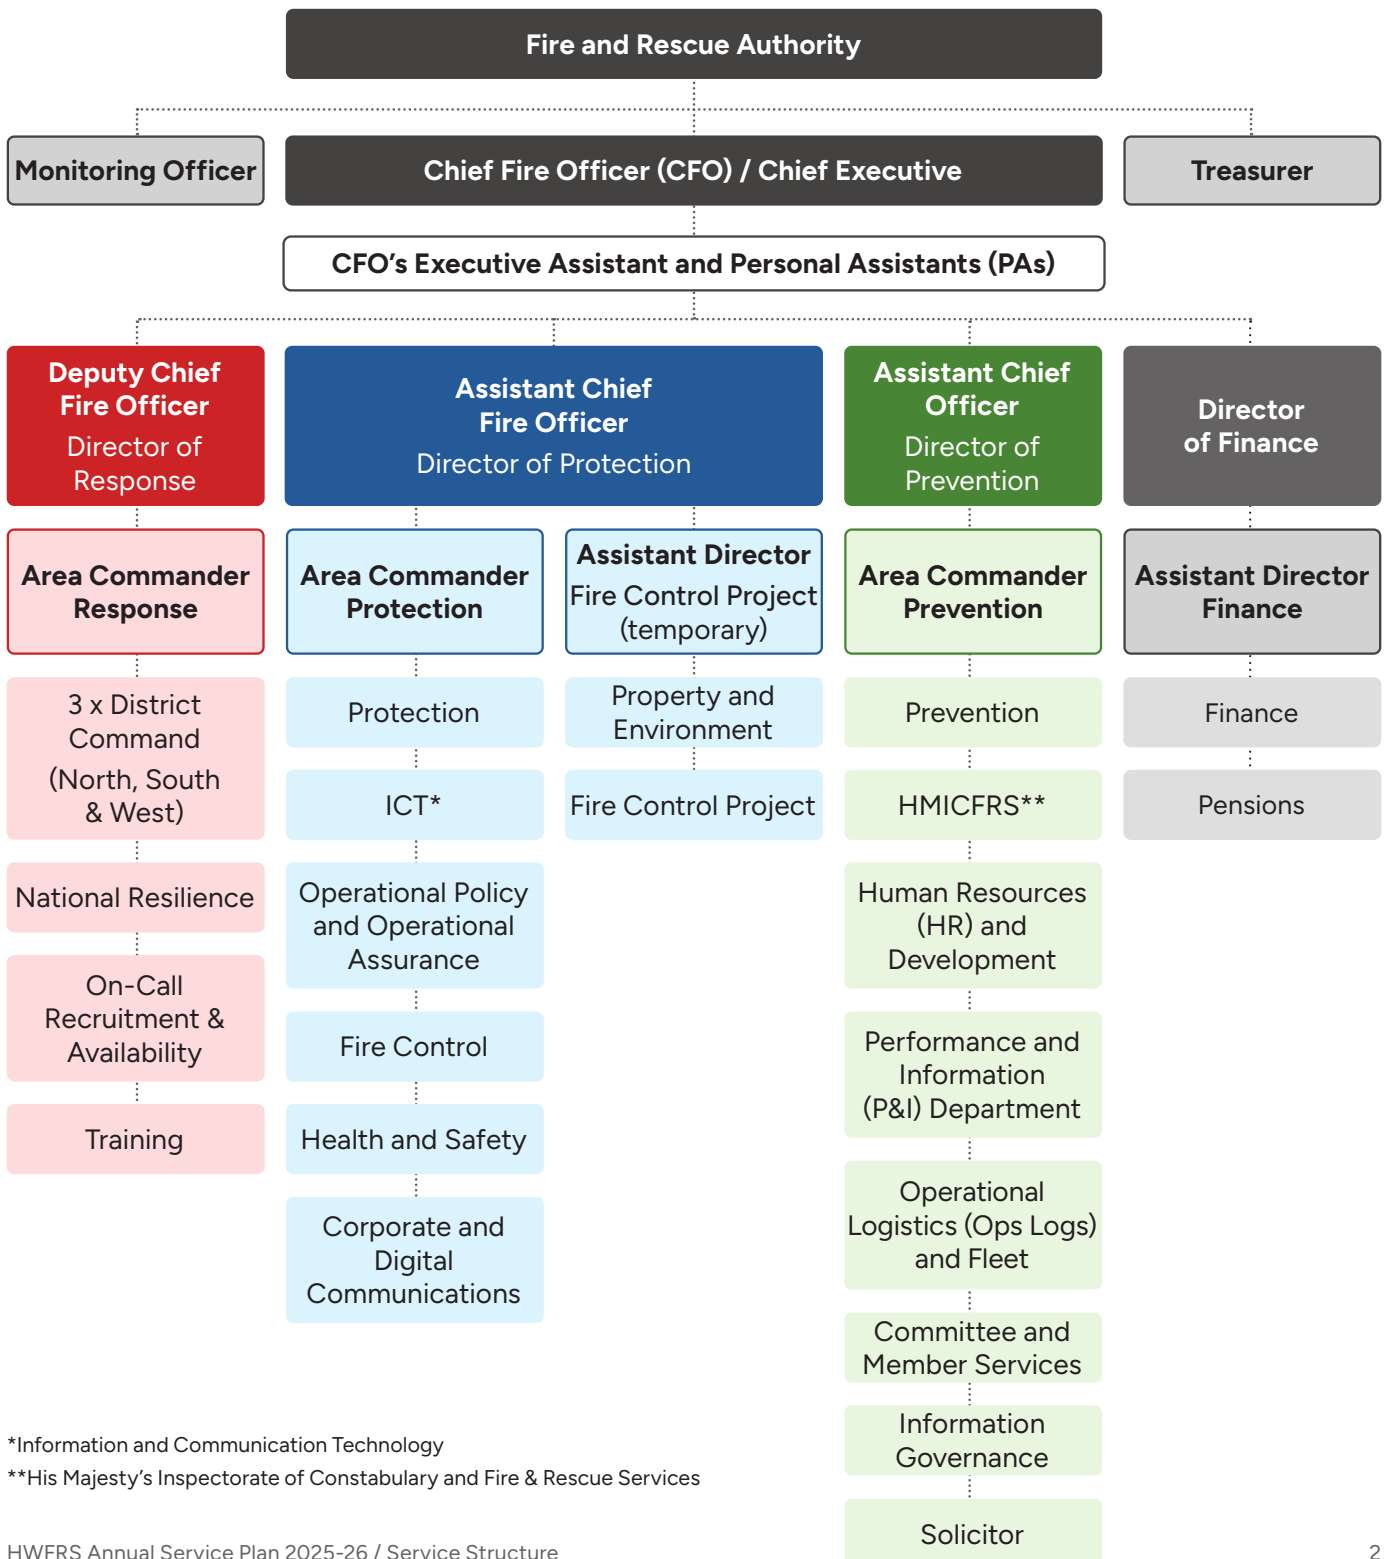 Fire and Rescue Authority
Monitoring Officer
Chief Fire Officer (CFO) / Chief Executive
Treasurer
CFO’s Executive Assistant and Personal Assistants (PAs)
Deputy Chief
Fire Officer
Director of
Response
Assistant Chief
Fire Officer
Director of Protection
Assistant Chief
Officer
Director of
Prevention
Director
of Finance
Area Commander
Response
Area Commander
Protection
Assistant Director
Fire Control Project
(temporary)
Area Commander
Prevention
Assistant Director
Finance
3 x District
Command
(North, South
& West)
National Resilience
On-Call
Recruitment &
Availability
Training
Protection
ICT*
Operational Policy
and Operational
Assurance
Fire Control
Health and Safety
Corporate and
Digital
Communications
Property and
Environment
Fire Control Project
Prevention
HMICFRS**
Human Resources
(HR) and
Development
Performance and
Information
(P&I) Department
Operational
Logistics (Ops Logs)
and Fleet
Committee and
Member Services
Information
Governance
Solicitor
Finance
Pensions
*Information and Communication Technology
**His Majesty’s Inspectorate of Constabulary and Fire & Rescue Services
HWFRS Annual Service Plan 2025-26 / Service Structure
2